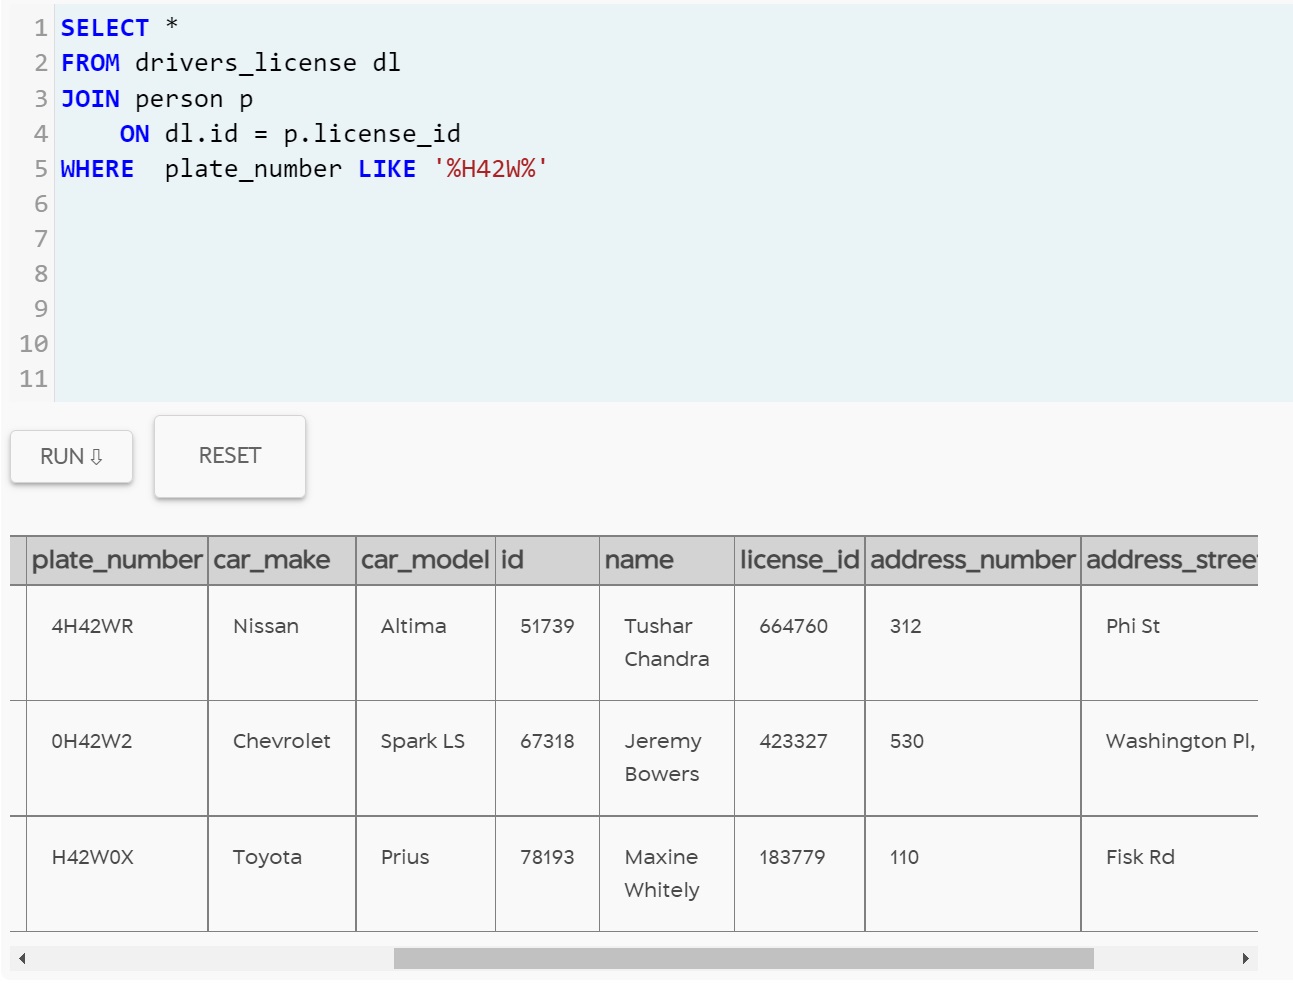 1 SELECT *
2 FROM drivers_license dl
3 JOIN person p
4     ON dl.id = p.license_id
5 WHERE  plate_number LIKE '%H42W%'
6
7
8
9
10
11
RUN ⇩ RESET
plate_number car_make car_model id name license_id address_number address_stree
4H42WR Nissan Altima 51739 Tushar 664760 312 Phi St
Chandra
0H42W2 Chevrolet Spark LS 67318 Jeremy 423327 530 Washington Pl,
Bowers
H42W0X Toyota Prius 78193 Maxine 183779 110 Fisk Rd
Whitely